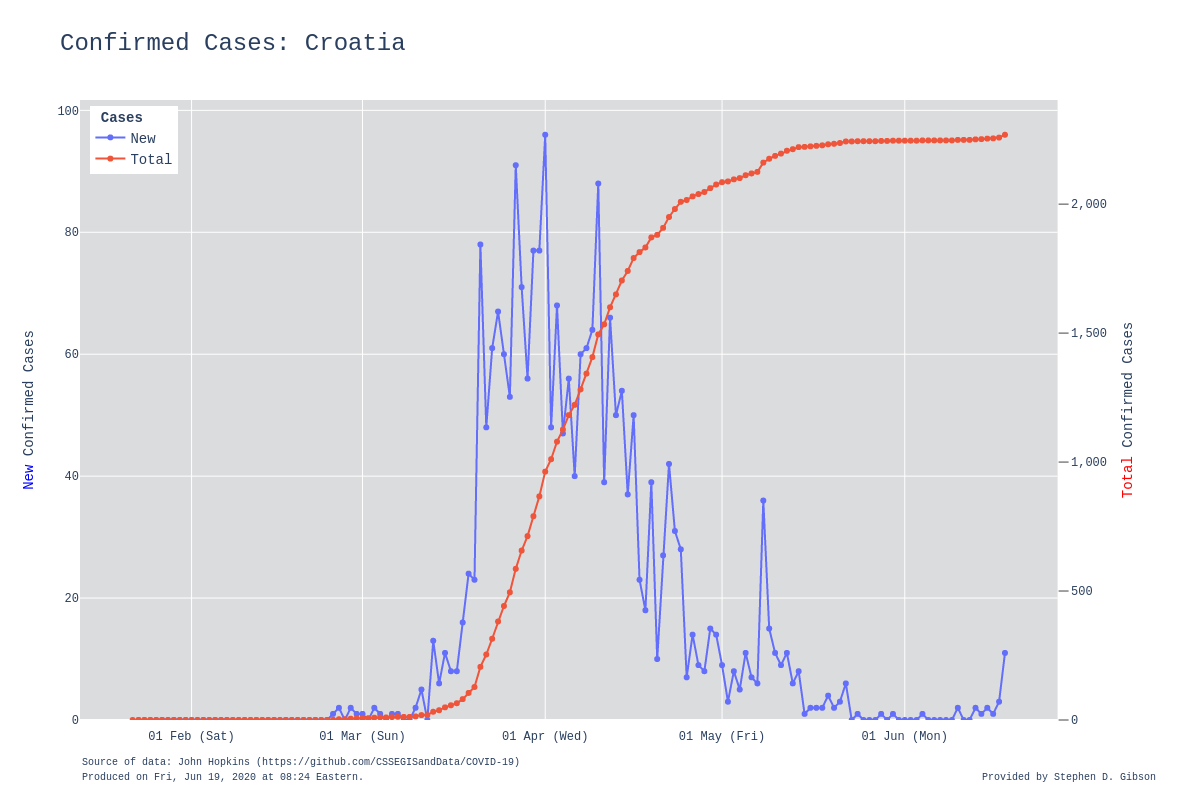 Confirmed Cases: Croatia
Cases
New
Total
100
80
60
40
20
0
2,000
1,500
1,000
500
0
New Confirmed Cases
Total Confirmed Cases
01 Feb (Sat)
01 Mar (Sun)
01 Apr (Wed)
01 May (Fri)
01 Jun (Mon)
Source of data: John Hopkins (https://github.com/CSSEGISandData/COVID-19)
Produced on Fri, Jun 19, 2020 at 08:24 Eastern.
Provided by Stephen D. Gibson